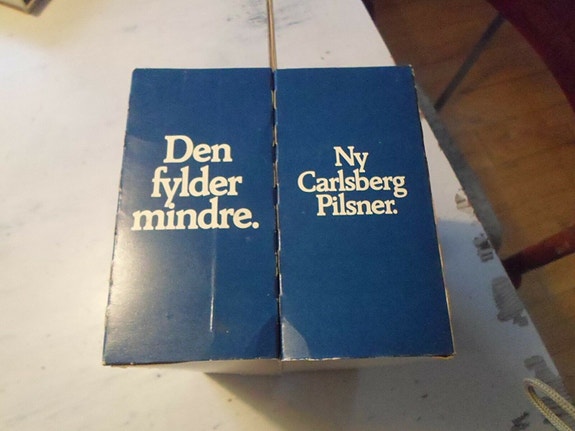 Den
fylder
mindre.
Ny
Carlsberg
Pilsner.